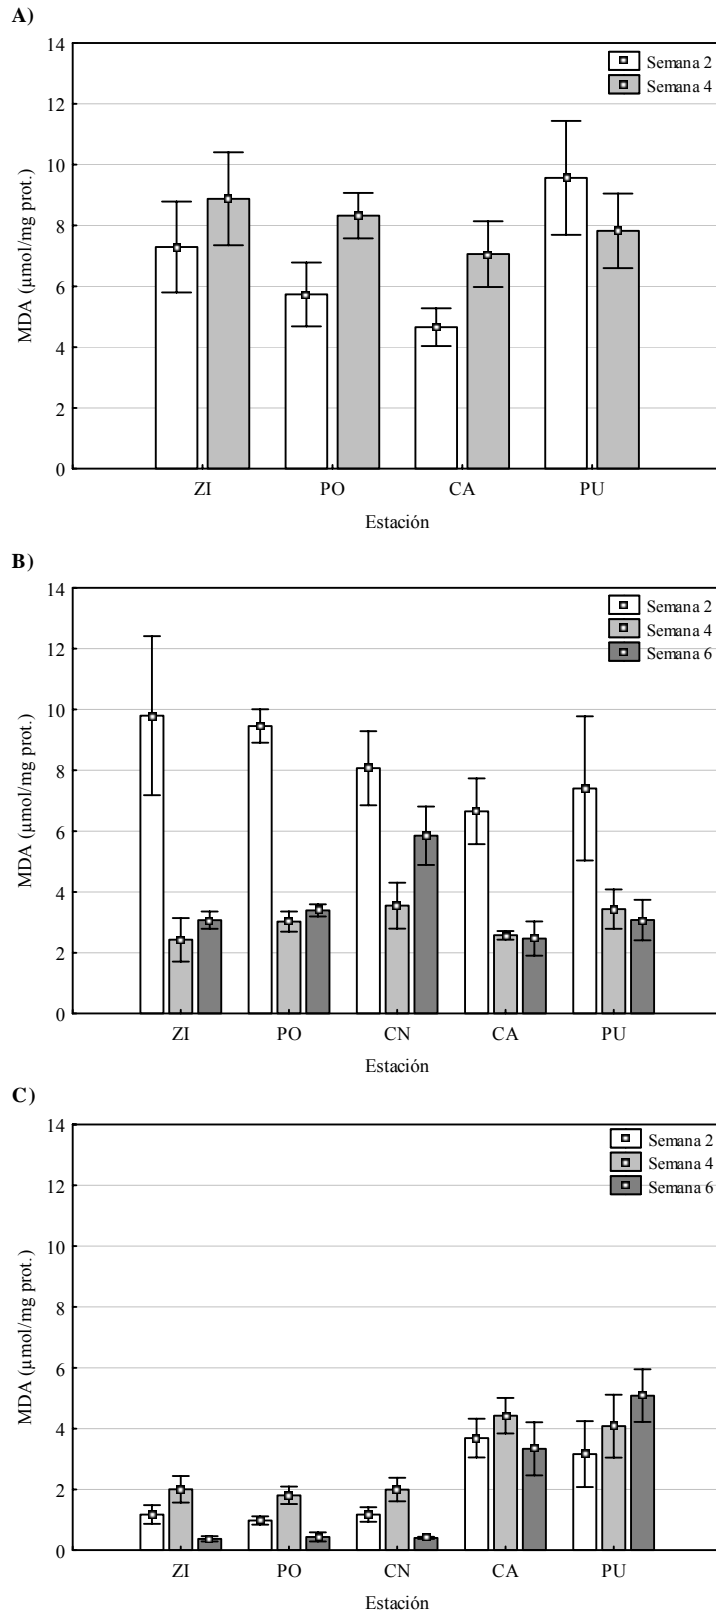 A)
14
12
10
8
6
4
2
0
MDA (µmol/mg prot.)
Semana 2
Semana 4
ZI PO CA PU
Estación
B)
14
12
10
8
6
4
2
0
MDA (µmol/mg prot.)
Semana 2
Semana 4
Semana 6
ZI PO CN CA PU
Estación
C)
14
12
10
8
6
4
2
0
MDA (µmol/mg prot.)
Semana 2
Semana 4
Semana 6
ZI PO CN CA PU
Estación